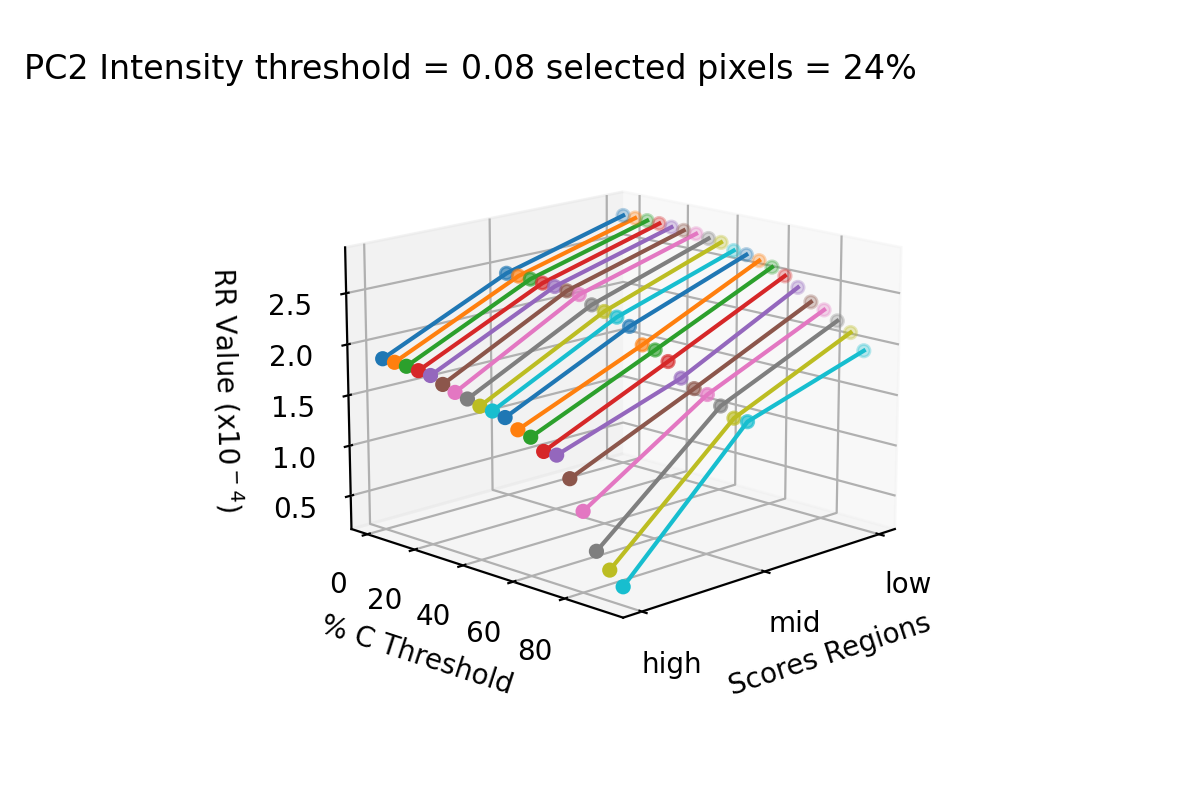 PC2 Intensity threshold = 0.08 selected pixels = 24%
RR Value (x10⁻⁴)
2.5
2.0
1.5
1.0
0.5
0
20
40
60
80
% C Threshold
high
mid
low
Scores Regions